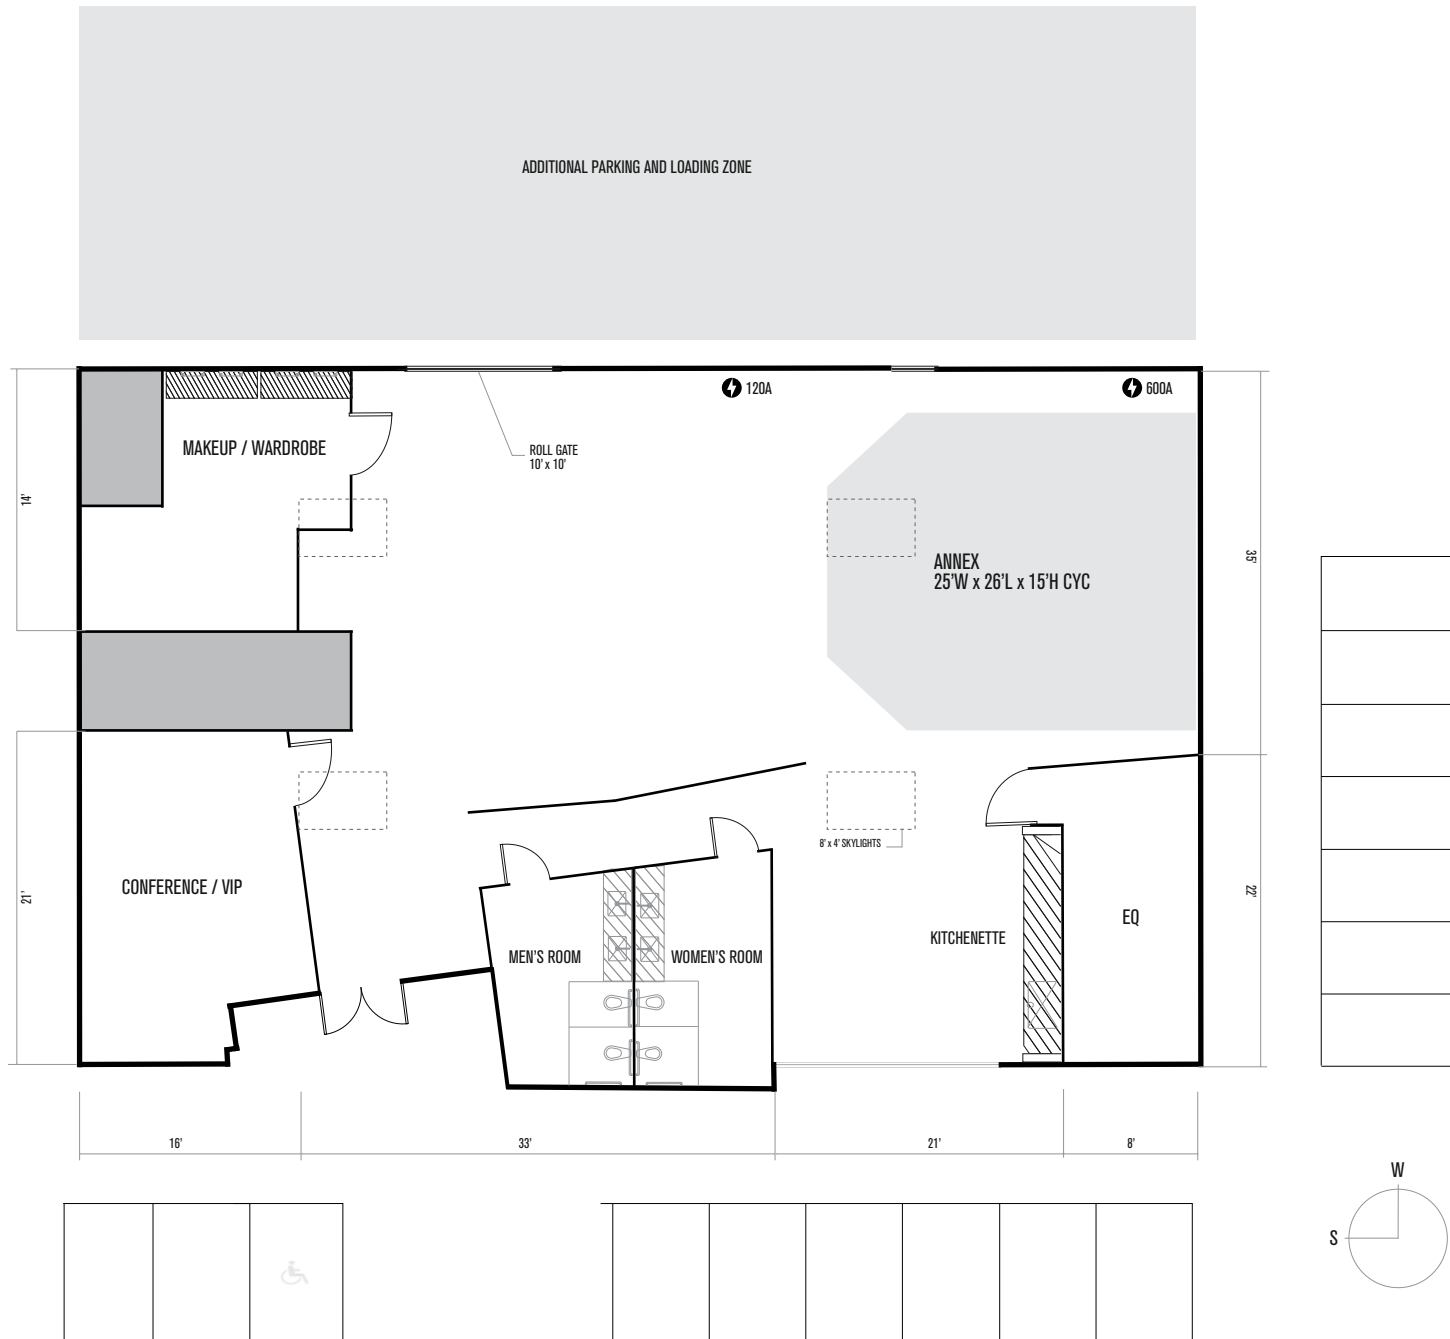 ADDITIONAL PARKING AND LOADING ZONE
120A
600A
MAKEUP / WARDROBE
ROLL GATE
10' x 10'
14'
35'
ANNEX
25'W x 26'L x 15'H CYC
8' x 4' SKYLIGHTS
CONFERENCE / VIP
21'
22'
EQ
KITCHENETTE
MEN'S ROOM
WOMEN'S ROOM
16'
33'
21'
8'
W
S